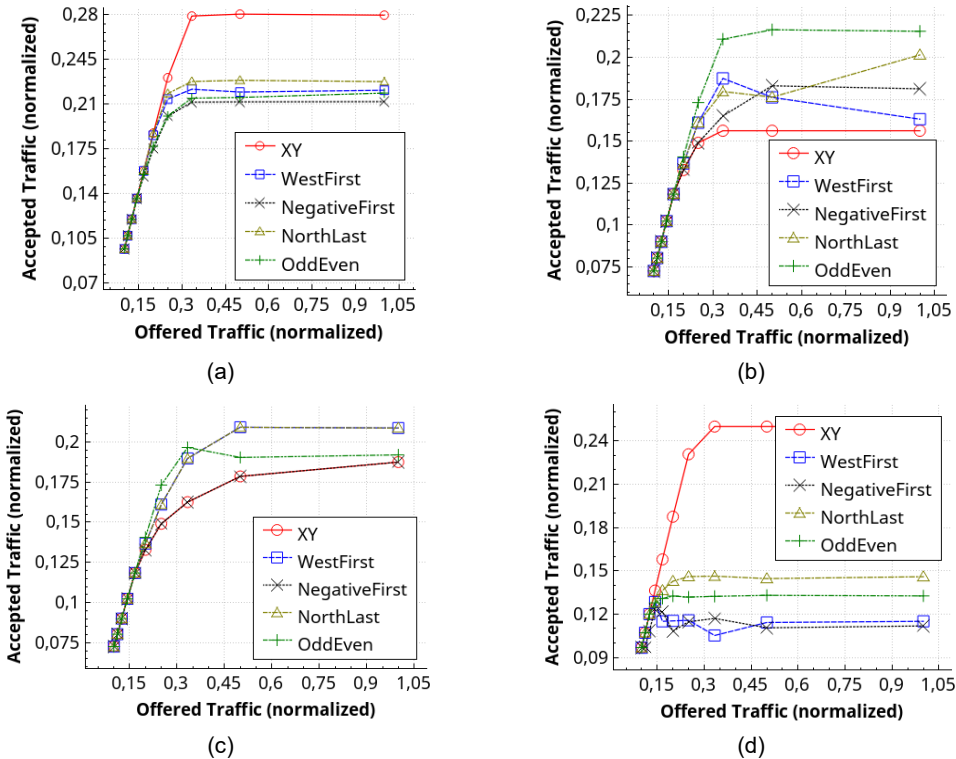 0,28
0,245
0,21
0,175
0,14
0,105
0,07
Accepted Traffic (normalized)
XY
WestFirst
NegativeFirst
NorthLast
OddEven
0,15 0,3 0,45 0,6 0,75 0,9 1,05
Offered Traffic (normalized)
(a)
0,225
0,2
0,175
0,15
0,125
0,1
0,075
Accepted Traffic (normalized)
XY
WestFirst
NegativeFirst
NorthLast
OddEven
0,15 0,3 0,45 0,6 0,75 0,9 1,05
Offered Traffic (normalized)
(b)
0,2
0,175
0,15
0,125
0,1
0,075
Accepted Traffic (normalized)
XY
WestFirst
NegativeFirst
NorthLast
OddEven
0,15 0,3 0,45 0,6 0,75 0,9 1,05
Offered Traffic (normalized)
(c)
0,24
0,21
0,18
0,15
0,12
0,09
Accepted Traffic (normalized)
XY
WestFirst
NegativeFirst
NorthLast
OddEven
0,15 0,3 0,45 0,6 0,75 0,9 1,05
Offered Traffic (normalized)
(d)